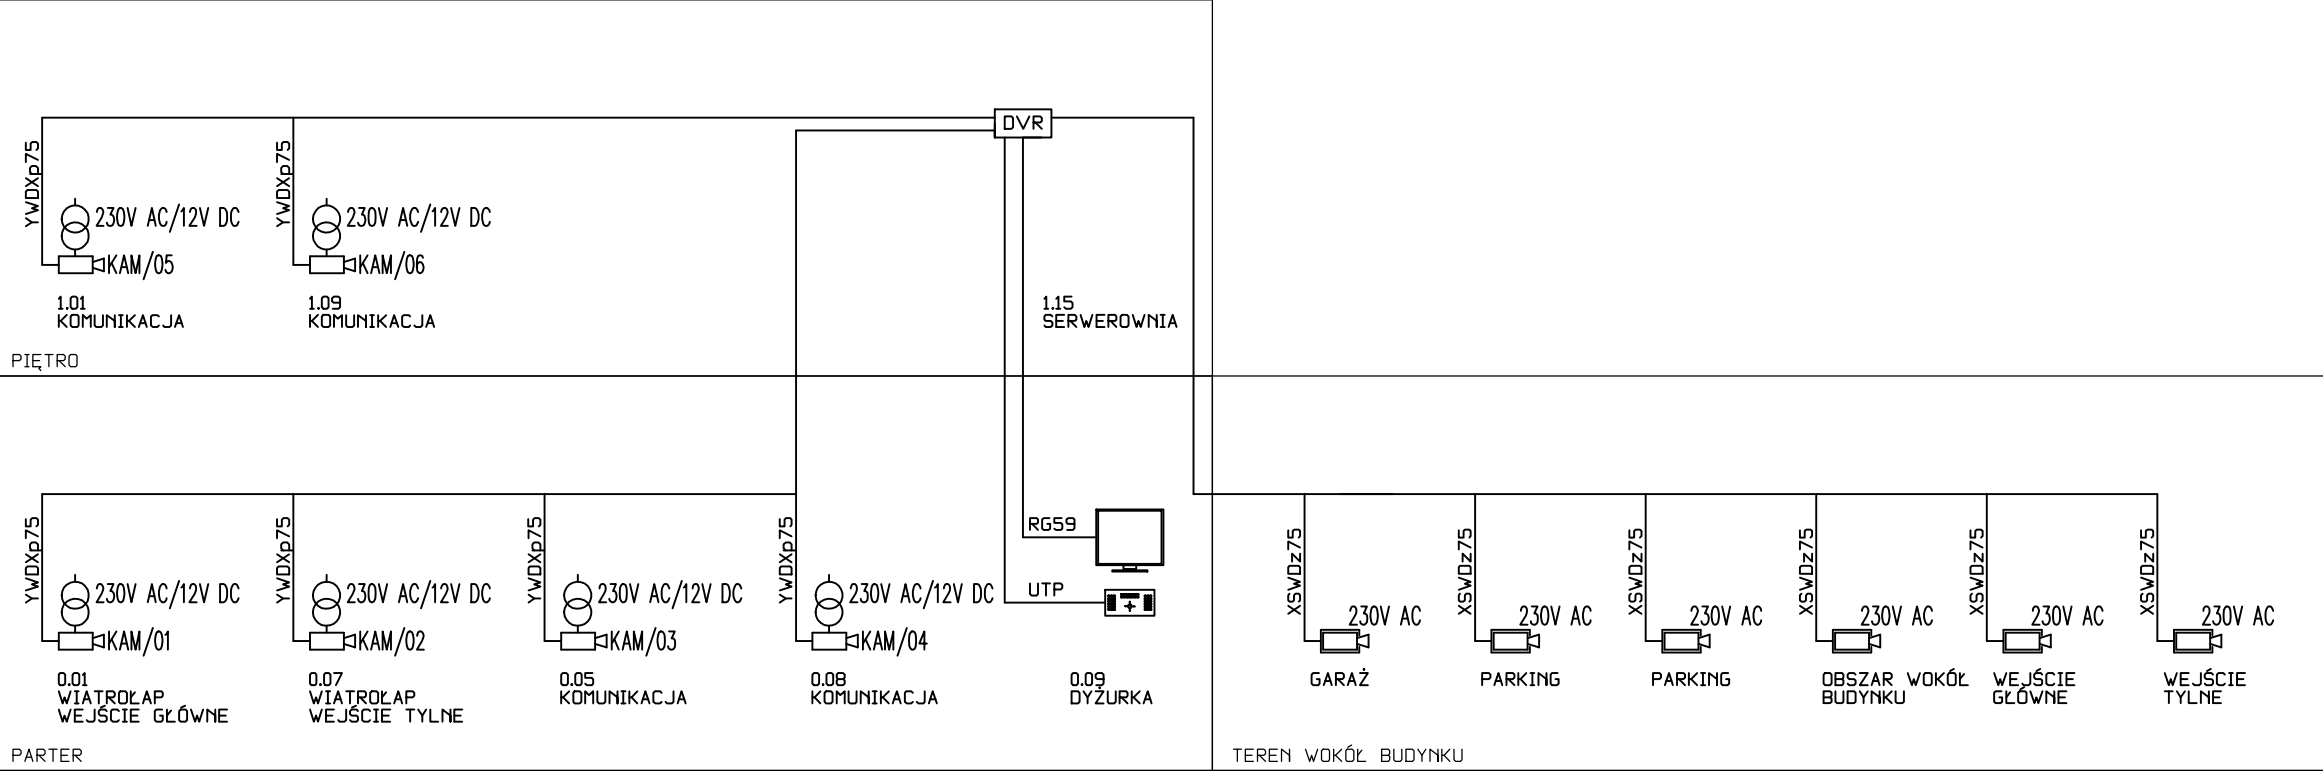 DVR
YWDXp75
230V AC/12V DC
KAM/05
1.01
KOMUNIKACJA
YWDXp75
230V AC/12V DC
KAM/06
1.09
KOMUNIKACJA
1.15
SERWEROWNIA
PIĘTRO
YWDXp75
230V AC/12V DC
KAM/01
0.01
WIATROŁAP
WEJŚCIE GŁÓWNE
YWDXp75
230V AC/12V DC
KAM/02
0.07
WIATROŁAP
WEJŚCIE TYLNE
YWDXp75
230V AC/12V DC
KAM/03
0.05
KOMUNIKACJA
YWDXp75
230V AC/12V DC
KAM/04
0.08
KOMUNIKACJA
RG59
UTP
0.09
DYŻURKA
PARTER
XSWDz75
230V AC
GARAŻ
XSWDz75
230V AC
PARKING
XSWDz75
230V AC
PARKING
XSWDz75
230V AC
OBSZAR WOKÓŁ
BUDYNKU
XSWDz75
230V AC
WEJŚCIE
GŁÓWNE
XSWDz75
230V AC
WEJŚCIE
TYLNE
TEREN WOKÓŁ BUDYNKU